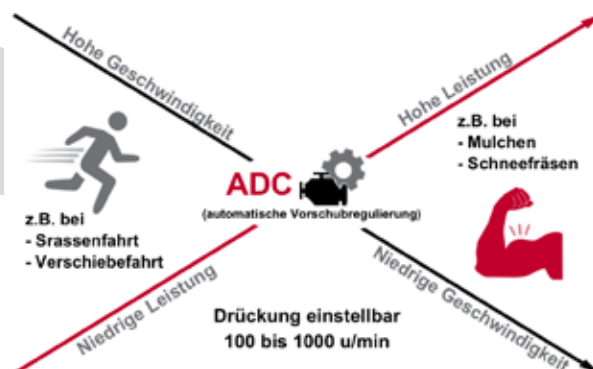 Hohe Geschwindigkeit
Hohe Leistung
z.B. bei
- Mulchen
- Schneefräsen
ADC
(automatische Vorschubregulierung)
z.B. bei
- Srassenfahrt
- Verschiebefahrt
Niedrige Leistung
Niedrige Geschwindigkeit
Drückung einstellbar
100 bis 1000 u/min